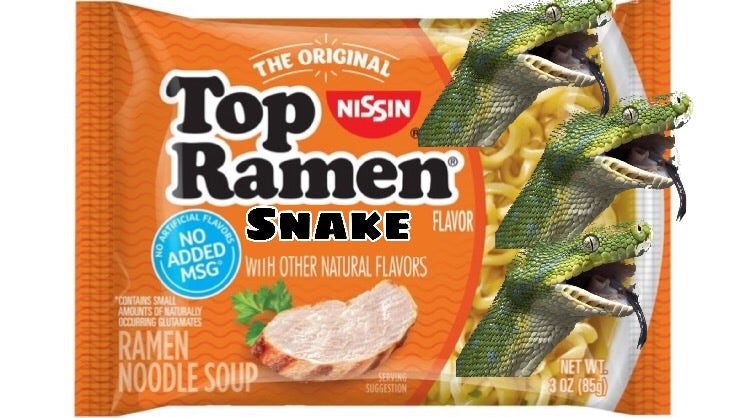 THE ORIGINAL
Top
NISSIN
Ramen®
SNAKE FLAVOR
WITH OTHER NATURAL FLAVORS
NO ARTIFICIAL FLAVORS
NO
ADDED
MSG*
*CONTAINS SMALL
AMOUNTS OF NATURALLY
OCCURRING GLUTAMATES
RAMEN
NOODLE SOUP
SERVING
SUGGESTION
NET WT.
3 OZ (85g)